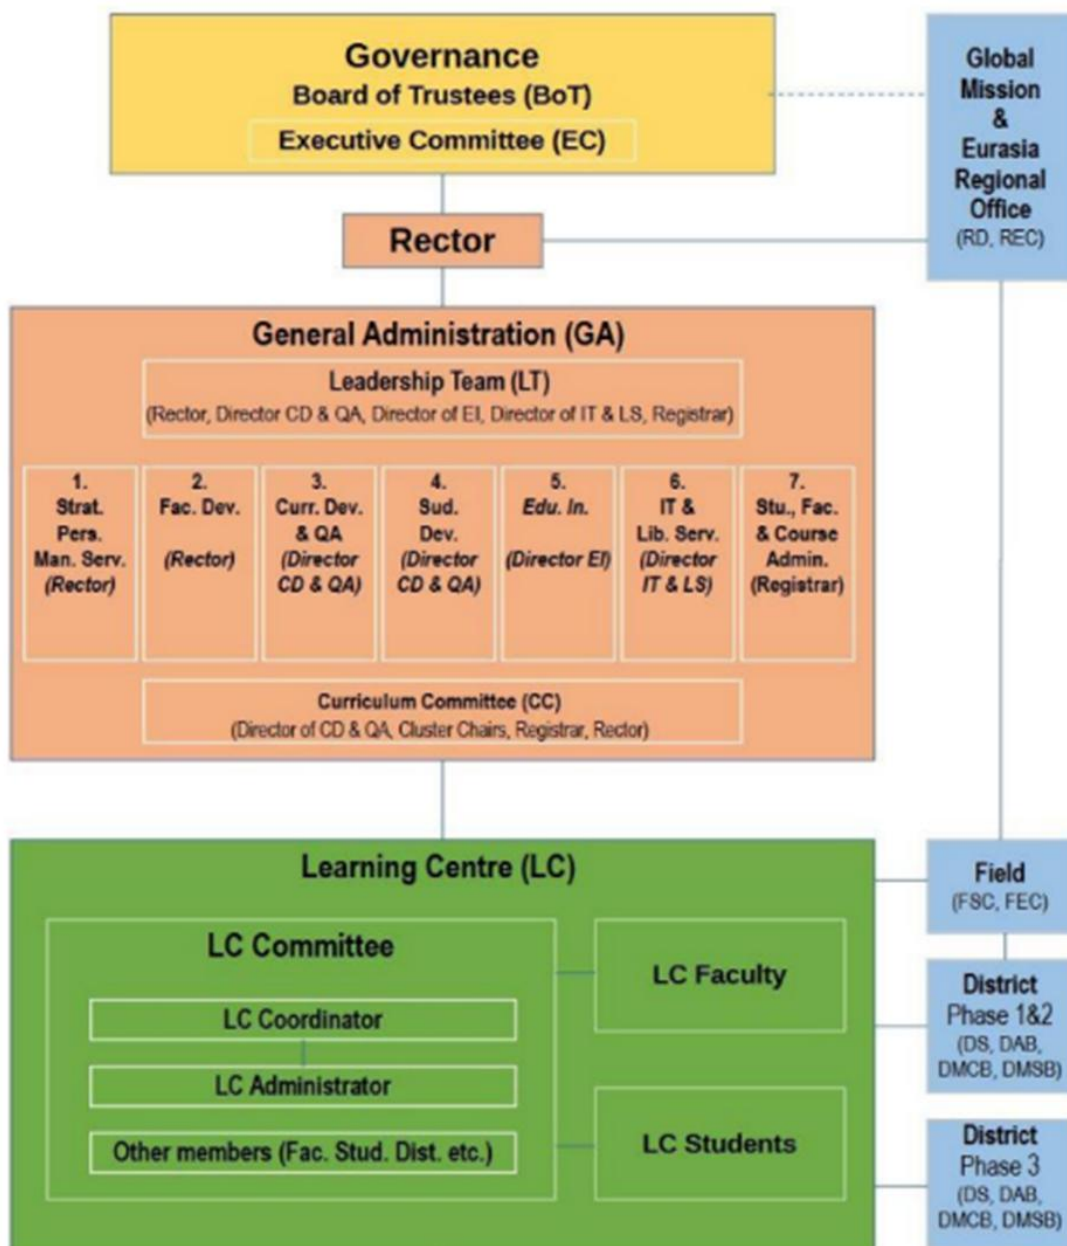 Governance
Board of Trustees (BoT)
Executive Committee (EC)
Global
Mission
&
Eurasia
Regional
Office
(RD, REC)
Rector
General Administration (GA)
Leadership Team (LT)
(Rector, Director CD & QA, Director of EI, Director of IT & LS, Registrar)
1.
Strat.
Pers.
Man. Serv.
(Rector)
2.
Fac. Dev.
(Rector)
3.
Curr. Dev.
& QA
(Director
CD & QA)
4.
Sud.
Dev.
(Director
CD & QA)
5.
Edu. In.
(Director EI)
6.
IT &
Lib. Serv.
(Director
IT & LS)
7.
Stu., Fac.
& Course
Admin.
(Registrar)
Curriculum Committee (CC)
(Director of CD & QA, Cluster Chairs, Registrar, Rector)
Learning Centre (LC)
LC Committee
LC Coordinator
LC Administrator
Other members (Fac. Stud. Dist. etc.)
LC Faculty
LC Students
Field
(FSC, FEC)
District
Phase 1&2
(DS, DAB,
DMCB, DMSB)
District
Phase 3
(DS, DAB,
DMCB, DMSB)